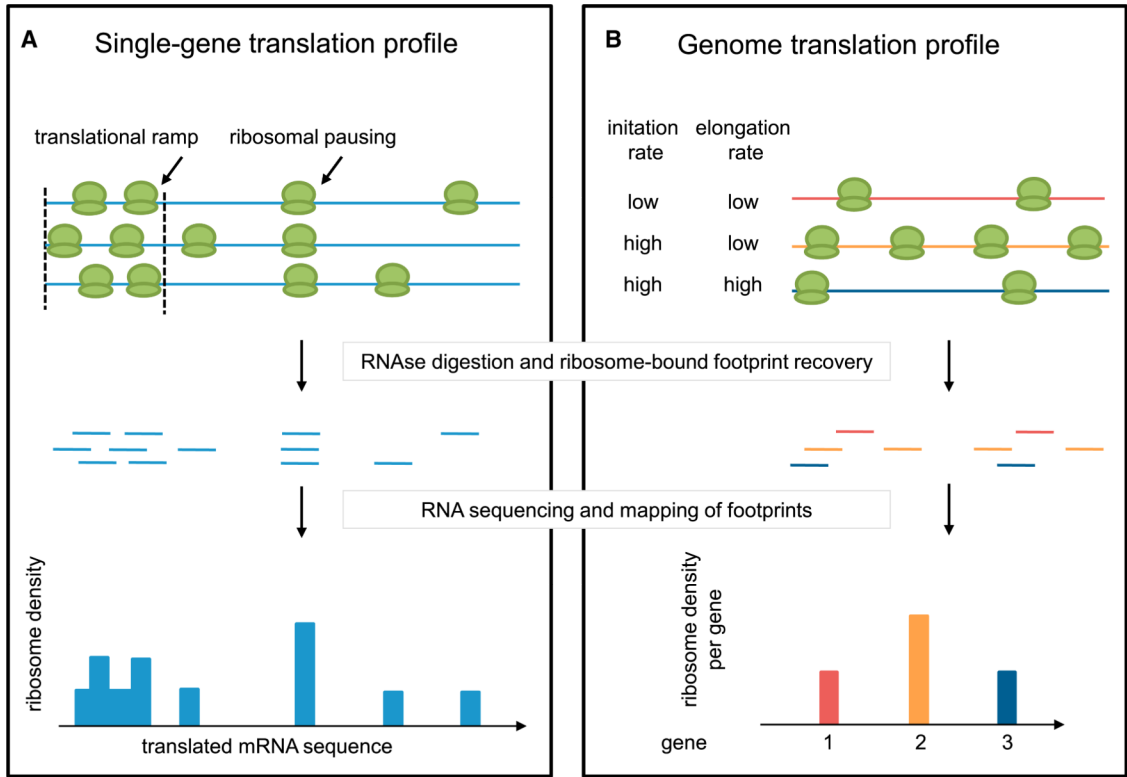 A
Single-gene translation profile
translational ramp
ribosomal pausing
B
Genome translation profile
initation
rate
elongation
rate
low
low
high
low
high
high
RNAse digestion and ribosome-bound footprint recovery
RNA sequencing and mapping of footprints
ribosome density
translated mRNA sequence
ribosome density
per gene
gene
1
2
3